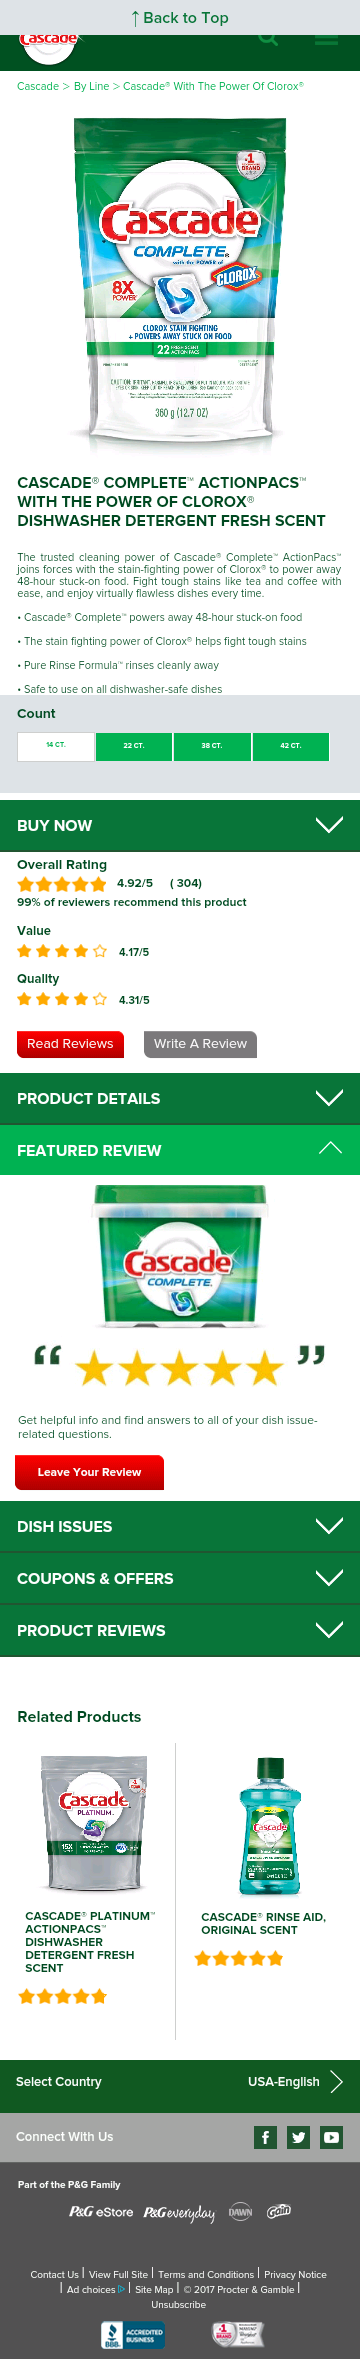 ↑ Back to Top
Cascade
Cascade > By Line > Cascade® With The Power Of Clorox®
#1 BRAND
Cascade
COMPLETE®
with the POWER of
CLOROX
8X
POWER*
CLOROX STAIN FIGHTING
+ POWERS AWAY STUCK ON FOOD
22 FRESH SCENT ACTION PACS
360 g (12.7 OZ)
CASCADE® COMPLETE™ ACTIONPACS™
WITH THE POWER OF CLOROX®
DISHWASHER DETERGENT FRESH SCENT
The trusted cleaning power of Cascade® Complete™ ActionPacs™
joins forces with the stain-fighting power of Clorox® to power away
48-hour stuck-on food. Fight tough stains like tea and coffee with
ease, and enjoy virtually flawless dishes every time.
• Cascade® Complete™ powers away 48-hour stuck-on food
• The stain fighting power of Clorox® helps fight tough stains
• Pure Rinse Formula™ rinses cleanly away
• Safe to use on all dishwasher-safe dishes
Count
14 CT. 22 CT. 38 CT. 42 CT.
BUY NOW
Overall Rating
4.92/5 ( 304)
99% of reviewers recommend this product
Value
4.17/5
Quality
4.31/5
Read Reviews Write A Review
PRODUCT DETAILS
FEATURED REVIEW
Cascade
COMPLETE
“ ”
Get helpful info and find answers to all of your dish issue-
related questions.
Leave Your Review
DISH ISSUES
COUPONS & OFFERS
PRODUCT REVIEWS
Related Products
Cascade
PLATINUM
15X
Cascade
CASCADE® PLATINUM™
ACTIONPACS™
DISHWASHER
DETERGENT FRESH
SCENT
CASCADE® RINSE AID,
ORIGINAL SCENT
Select Country USA-English
Connect With Us
Part of the P&G Family
P&G eStore P&G everyday DAWN Gain
Contact Us | View Full Site | Terms and Conditions | Privacy Notice
| Ad choices | Site Map | © 2017 Procter & Gamble |
Unsubscribe
BBB ACCREDITED BUSINESS